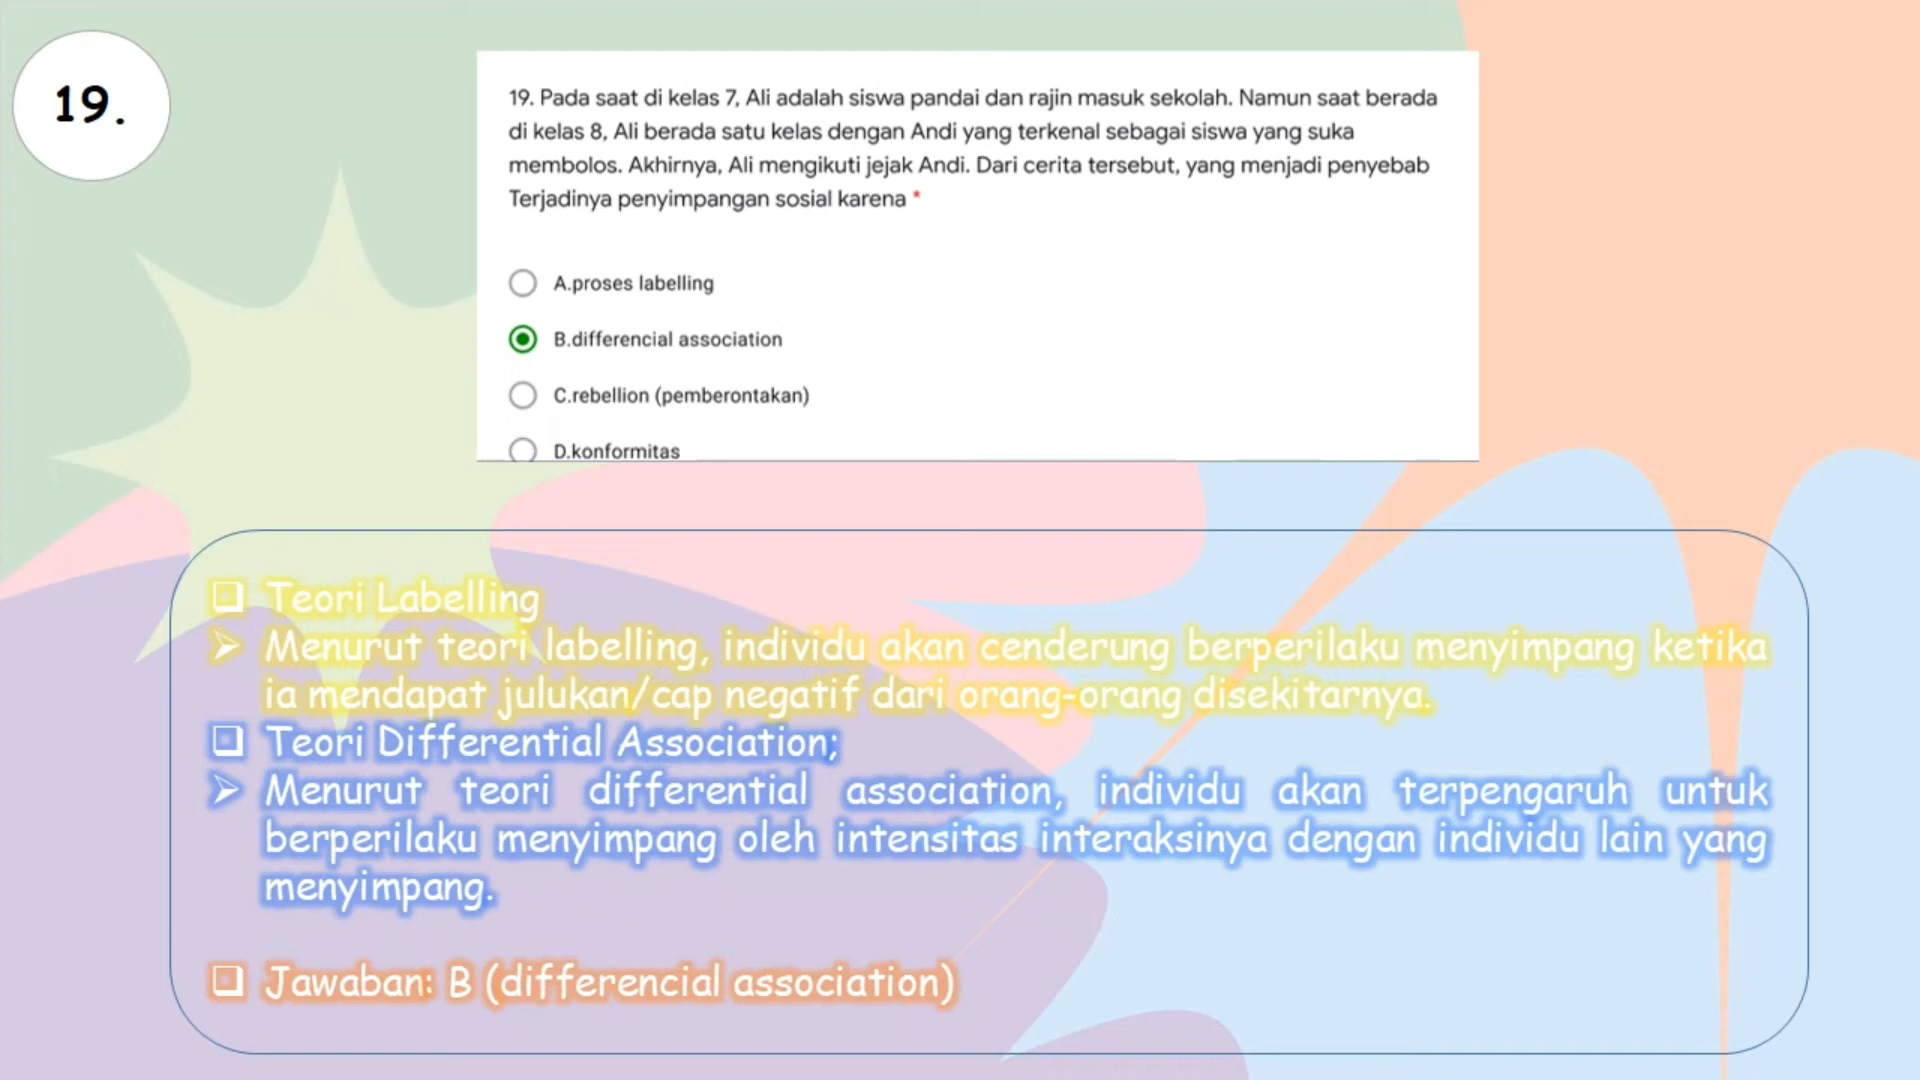 19.
19. Pada saat di kelas 7, Ali adalah siswa pandai dan rajin masuk sekolah. Namun saat berada
di kelas 8, Ali berada satu kelas dengan Andi yang terkenal sebagai siswa yang suka
membolos. Akhirnya, Ali mengikuti jejak Andi. Dari cerita tersebut, yang menjadi penyebab
Terjadinya penyimpangan sosial karena *
A.proses labelling
B.differencial association
C.rebellion (pemberontakan)
D.konformitas
❑ Teori Labelling
➢ Menurut teori labelling, individu akan cenderung berperilaku menyimpang ketika
ia mendapat julukan/cap negatif dari orang-orang disekitarnya.
❑ Teori Differential Association;
➢ Menurut teori differential association, individu akan terpengaruh untuk
berperilaku menyimpang oleh intensitas interaksinya dengan individu lain yang
menyimpang.
❑ Jawaban: B (differencial association)